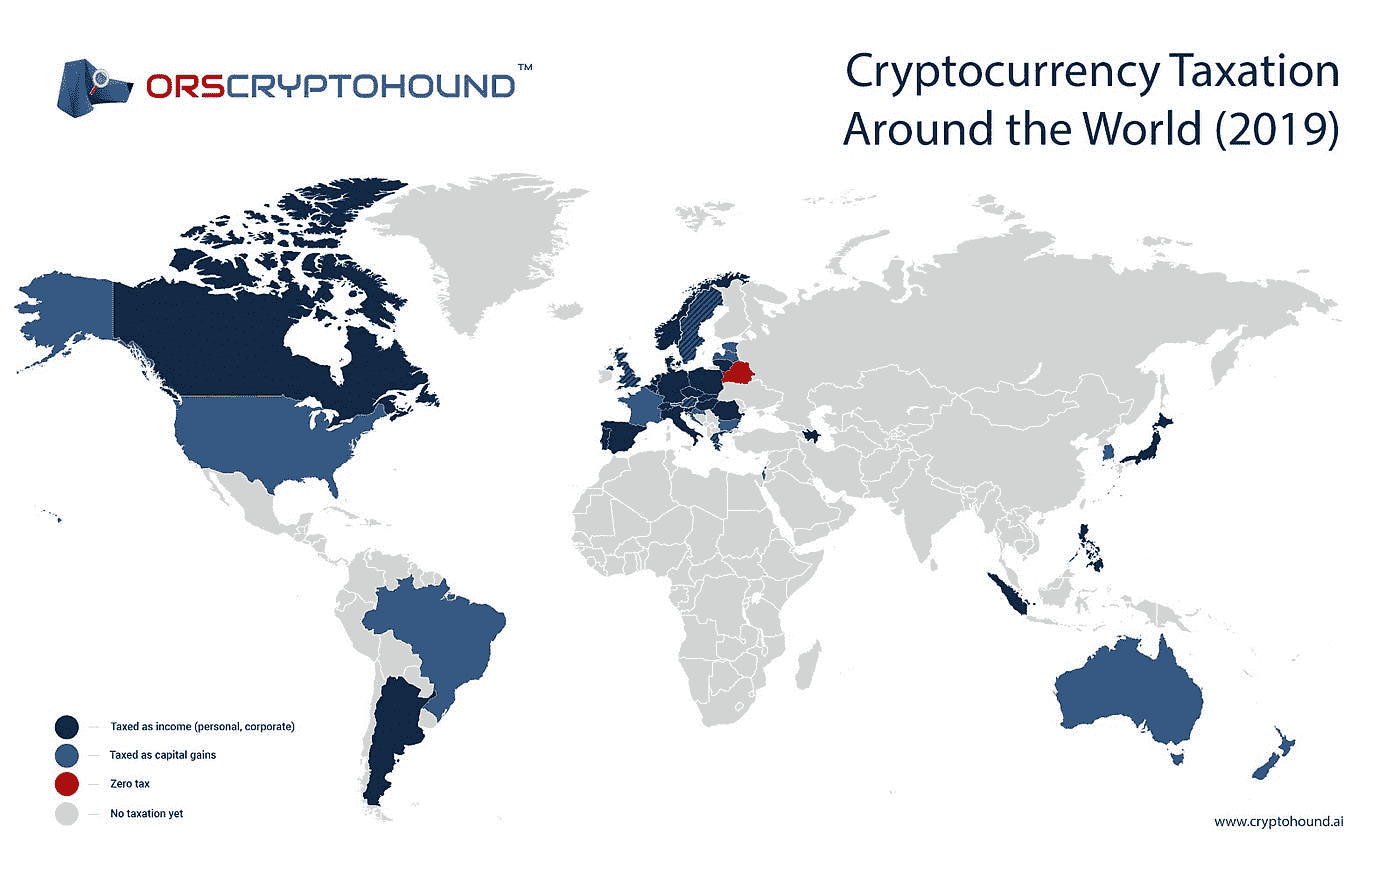 ORSCRYPTOHOUND™
Cryptocurrency Taxation
Around the World (2019)
Taxed as income (personal, corporate)
Taxed as capital gains
Zero tax
No taxation yet
www.cryptohound.ai